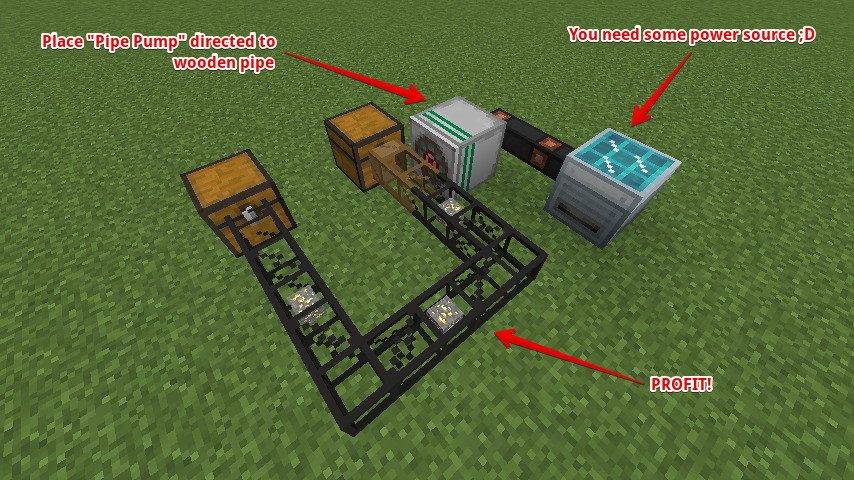 Place "Pipe Pump" directed to
wooden pipe
You need some power source ;D
PROFIT!